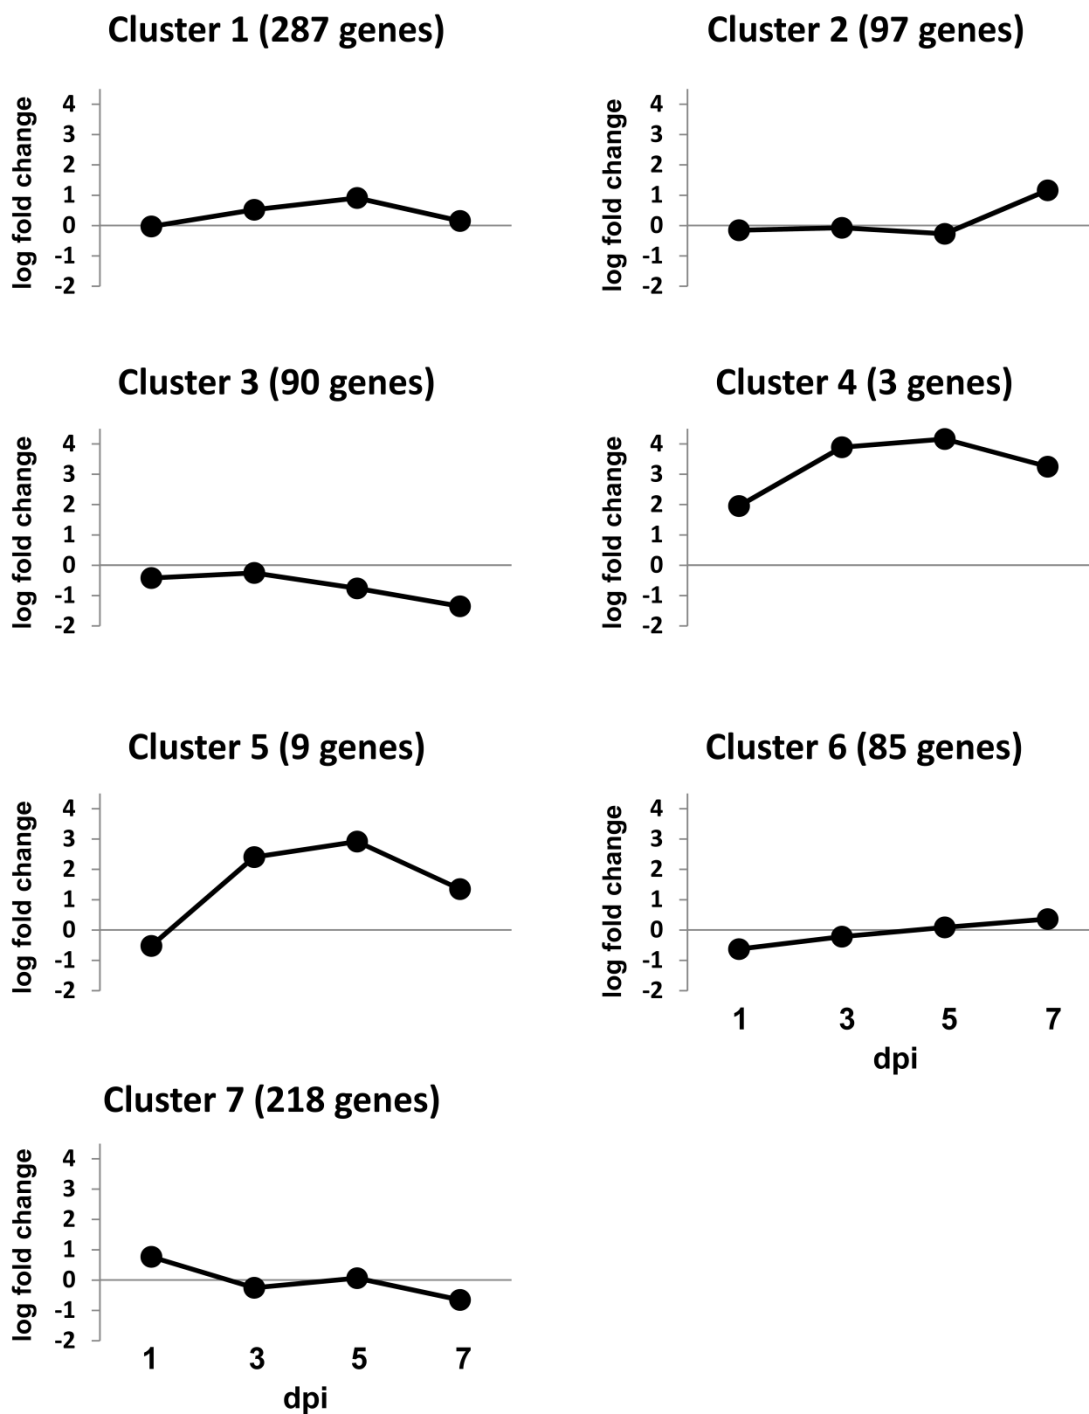 Cluster 1 (287 genes)
log fold change
4
3
2
1
0
-1
-2
Cluster 2 (97 genes)
log fold change
4
3
2
1
0
-1
-2
Cluster 3 (90 genes)
log fold change
4
3
2
1
0
-1
-2
Cluster 4 (3 genes)
log fold change
4
3
2
1
0
-1
-2
Cluster 5 (9 genes)
log fold change
4
3
2
1
0
-1
-2
Cluster 6 (85 genes)
log fold change
4
3
2
1
0
-1
-2
1 3 5 7
dpi
Cluster 7 (218 genes)
log fold change
4
3
2
1
0
-1
-2
1 3 5 7
dpi